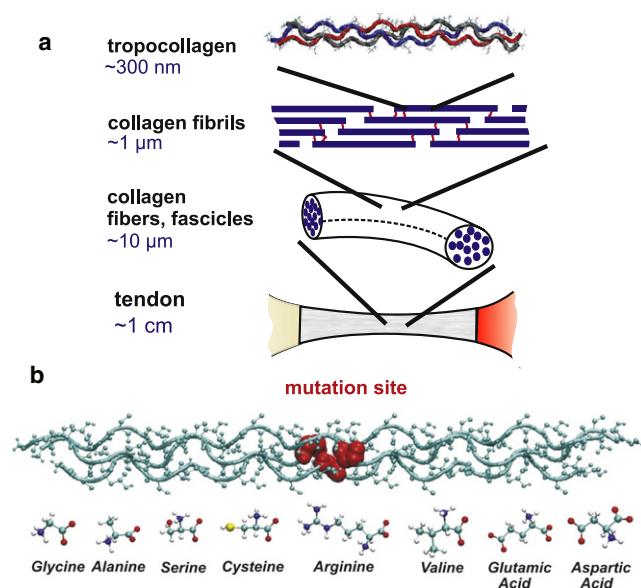 a
tropocollagen
~300 nm
collagen fibrils
~1 µm
collagen
fibers, fascicles
~10 µm
tendon
~1 cm
b
mutation site
Glycine Alanine Serine Cysteine Arginine Valine Glutamic Acid Aspartic Acid